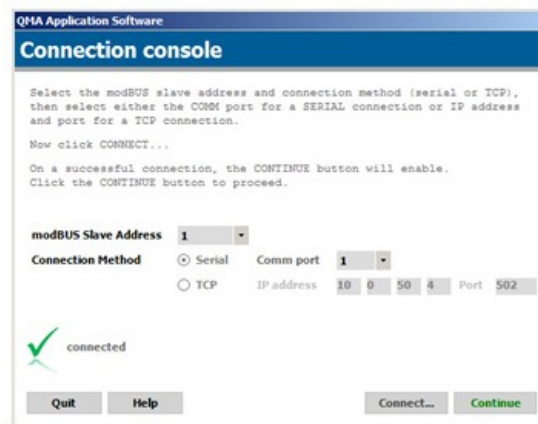 QMA Application Software
Connection console
Select the modBUS slave address and connection method (serial or TCP),
then select either the COMM port for a SERIAL connection or IP address
and port for a TCP connection.
Now click CONNECT...
On a successful connection, the CONTINUE button will enable.
Click the CONTINUE button to proceed.
modBUS Slave Address 1
Connection Method Serial Comm port 1
TCP IP address 10 0 50 4 Port 502
connected
Quit Help Connect... Continue